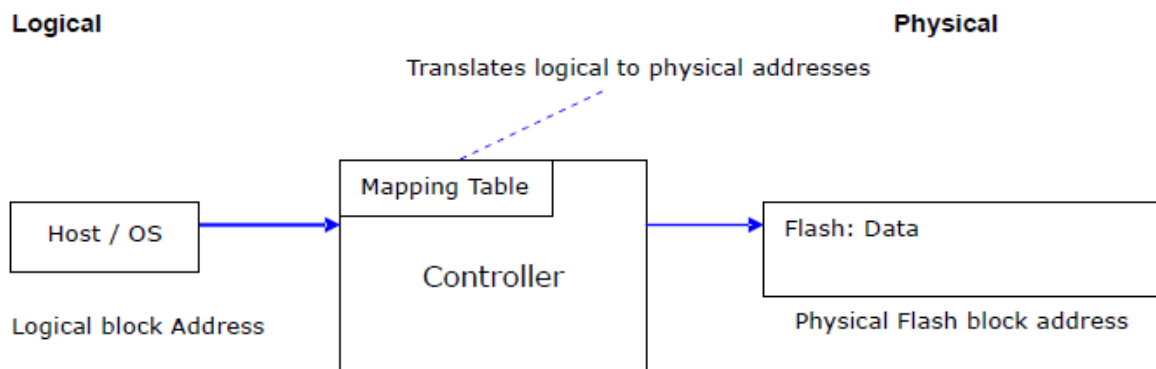 Logical
Physical
Translates logical to physical addresses
Mapping Table
Host / OS
Flash: Data
Controller
Logical block Address
Physical Flash block address